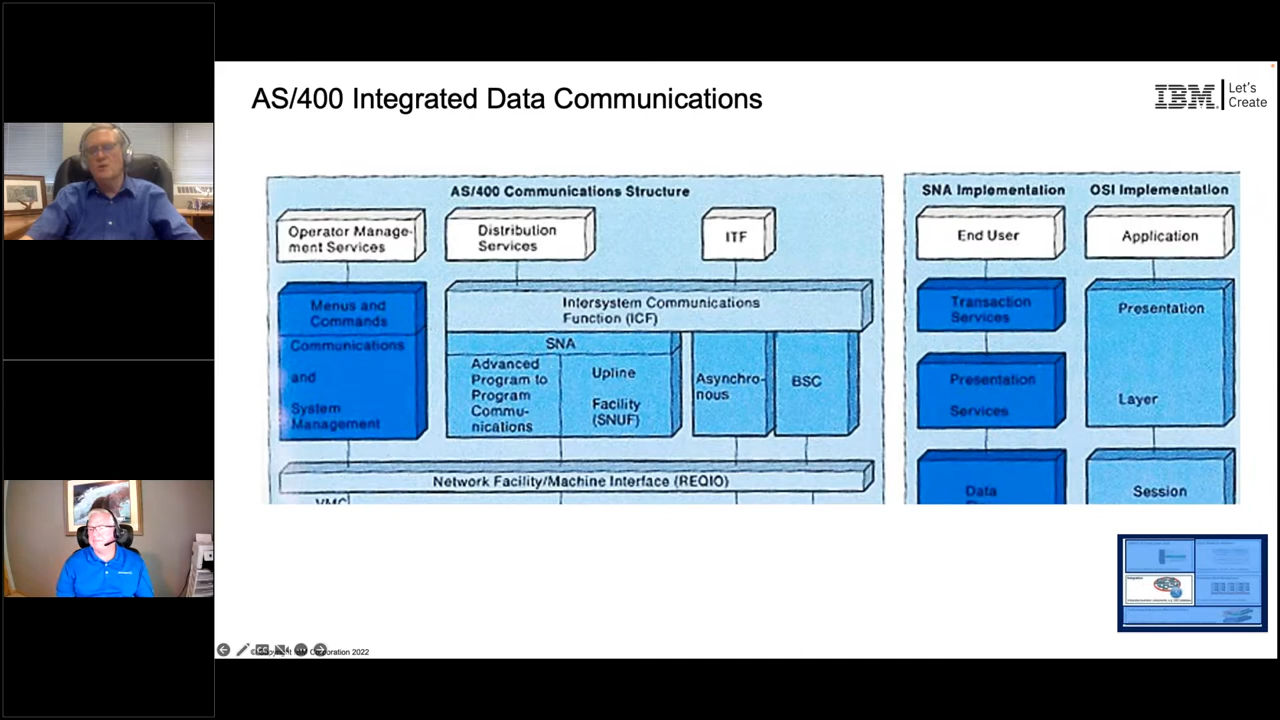 AS/400 Integrated Data Communications
IBM
Let's
Create
AS/400 Communications Structure
Operator Manage-
ment Services
Distribution
Services
ITF
Menus and
Commands
Communications
and
System
Management
Intersystem Communications
Function (ICF)
SNA
Advanced
Program to
Program
Commu-
nications
Upline
Facility
(SNUF)
Asynchro-
nous
BSC
Network Facility/Machine Interface (REQIO)
VMC
SNA Implementation
OSI Implementation
End User
Application
Transaction
Services
Presentation
Layer
Presentation
Services
Data
Session
Corporation 2022